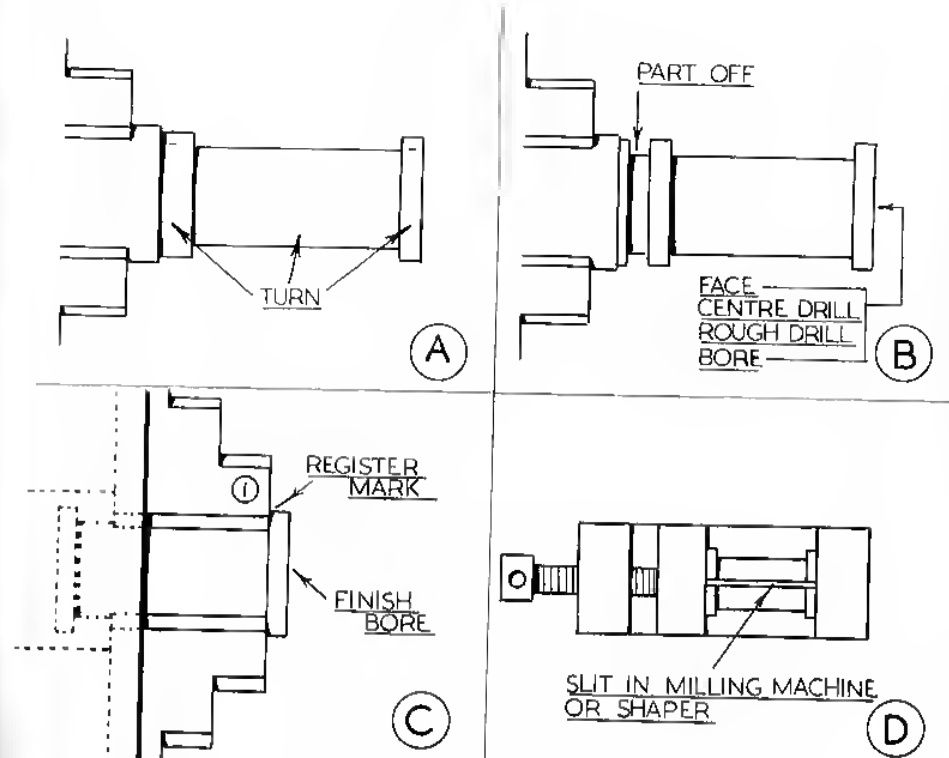 TURN
A
PART OFF
FACE
CENTRE DRILL
ROUGH DRILL
BORE
B
1
REGISTER
MARK
FINISH
BORE
C
SLIT IN MILLING MACHINE
OR SHAPER
D